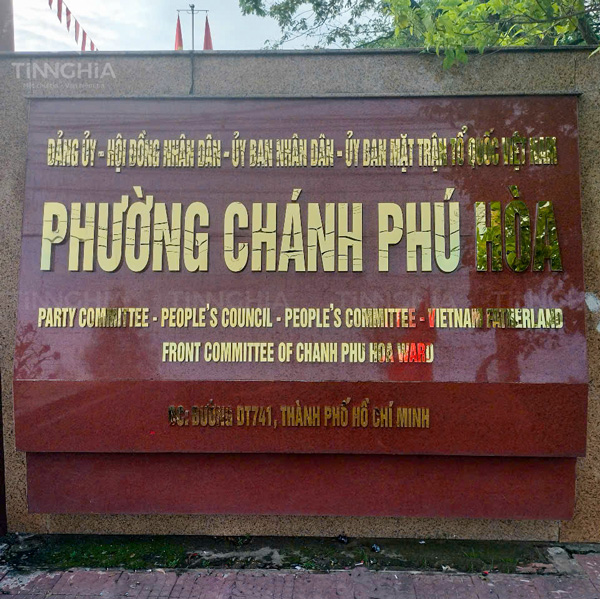 TÍN NGHĨA
ĐẢNG ỦY - HỘI ĐỒNG NHÂN DÂN - ỦY BAN NHÂN DÂN - ỦY BAN MẶT TRẬN TỔ QUỐC VIỆT NAM
PHƯỜNG CHÁNH PHÚ HÒA
PARTY COMMITTEE - PEOPLE'S COUNCIL - PEOPLE'S COMMITTEE - VIETNAM FATHERLAND
FRONT COMMITTEE OF CHANH PHU HOA WARD
ĐƯỜNG ĐT741, THÀNH PHỐ HỒ CHÍ MINH